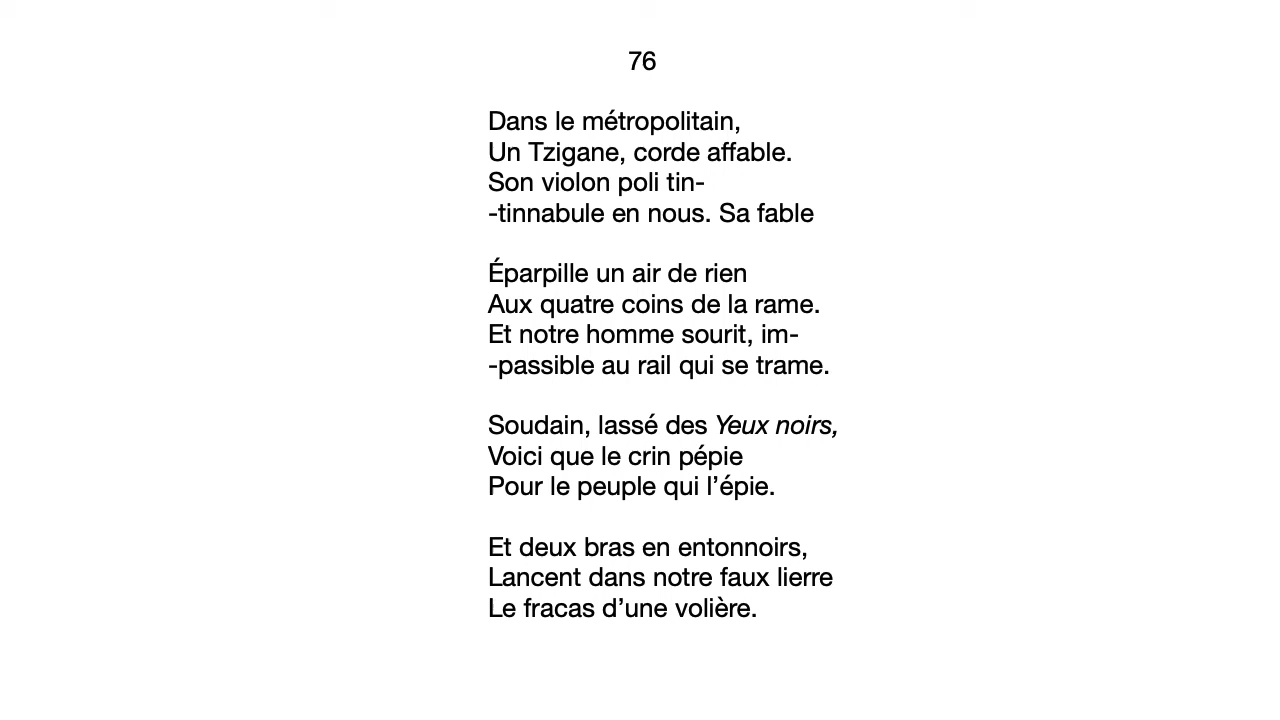 76
Dans le métropolitain,
Un Tzigane, corde affable.
Son violon poli tin-
-tinnabule en nous. Sa fable
Éparpille un air de rien
Aux quatre coins de la rame.
Et notre homme sourit, im-
-passible au rail qui se trame.
Soudain, lassé des Yeux noirs,
Voici que le crin pépie
Pour le peuple qui l’épie.
Et deux bras en entonnoirs,
Lancent dans notre faux lierre
Le fracas d’une volière.